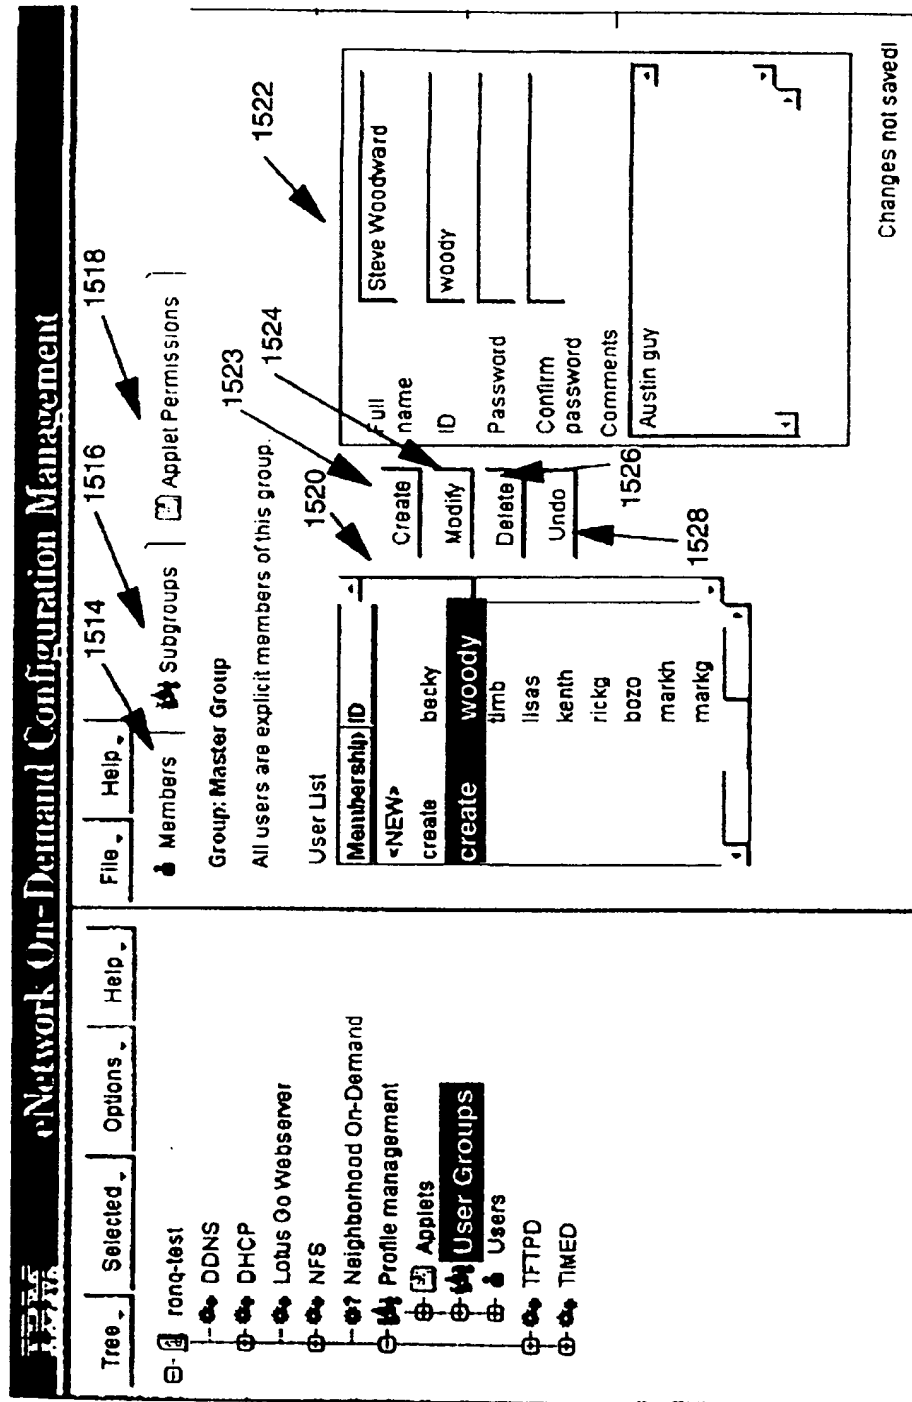 IBM
eNetwork On-Demand Configuration Management
Tree Selected Options Help
ronq-test
DDNS
DHCP
Lotus Go Webserver
NFS
? Neighborhood On-Demand
Profile management
Applets
User Groups
Users
TFTPD
TIMED
File Help
1514
1516
1518
Members
Subgroups
Applet Permissions
Group: Master Group
All users are explicit members of this group.
1520
1523
1524
1522
User List
Membership ID
<NEW>
create becky
create woody
timb
lisas
kenth
rickg
bozo
markh
markg
Create
Modify
Delete
Undo
1526
1528
Full name Steve Woodward
ID woody
Password
Confirm password
Comments
Austin guy
Changes not saved!